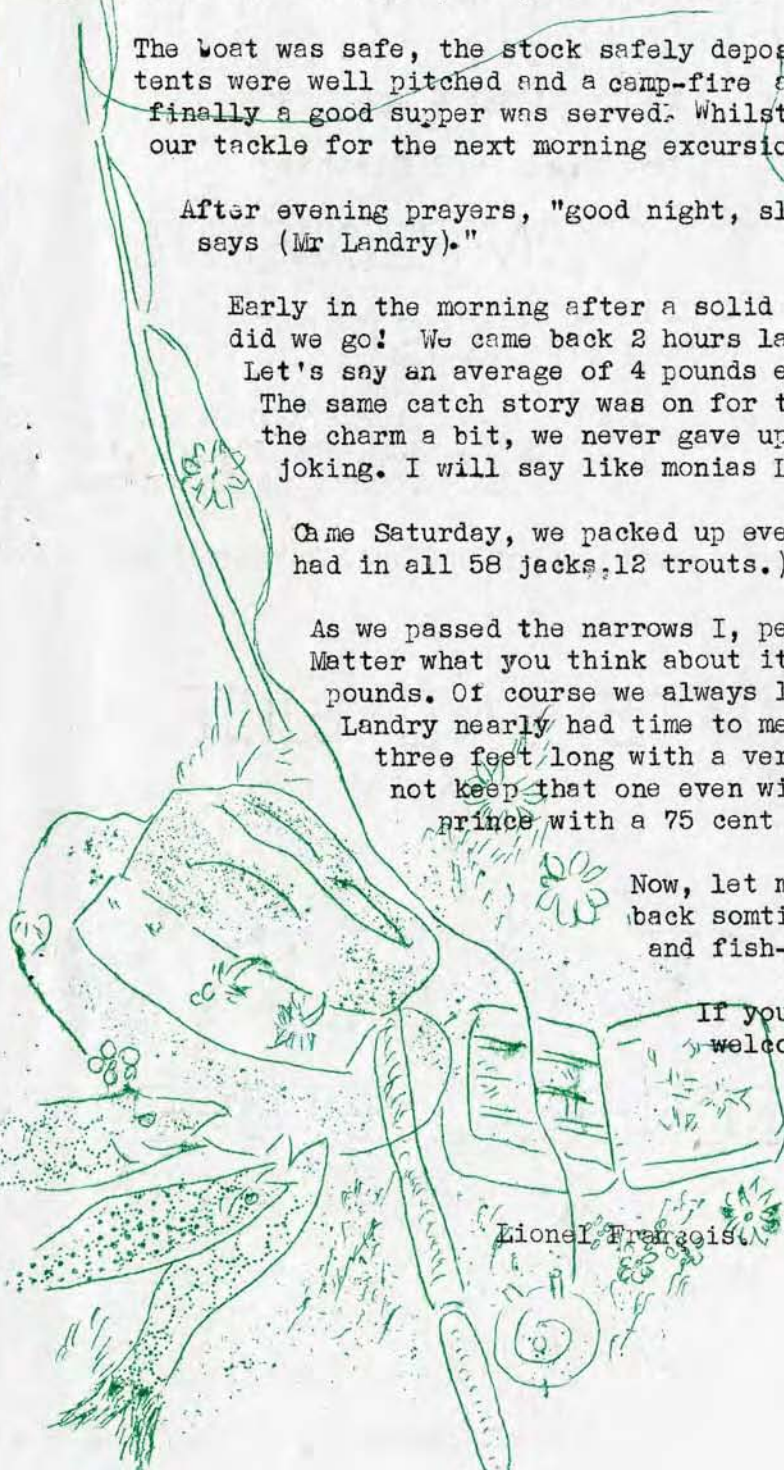 The boat was safe, the stock safely depos
tents were well pitched and a camp-fire a
finally a good supper was served. Whilst
our tackle for the next morning excursio
After evening prayers, "good night, sl
says (Mr Landry)."
Early in the morning after a solid
did we go! We came back 2 hours la
Let's say an average of 4 pounds e
The same catch story was on for t
the charm a bit, we never gave up
joking. I will say like monias I
Came Saturday, we packed up eve
had in all 58 jacks,12 trouts.)
As we passed the narrows I, pe
Matter what you think about it
pounds. Of course we always l
Landry nearly had time to me
three feet long with a ver
not keep that one even wi
prince with a 75 cent
Now, let m
back somti
and fish-
If you
welco
Lionel François.